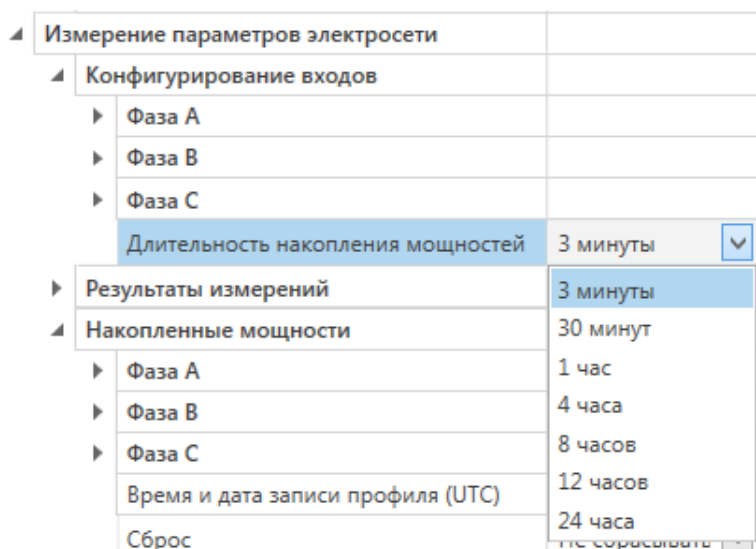 Измерение параметров электросети
Конфигурирование входов
Фаза A
Фаза B
Фаза C
Длительность накопления мощностей 3 минуты
Результаты измерений
Накопленные мощности
Фаза A
Фаза B
Фаза C
Время и дата записи профиля (UTC)
Сброс Не сбрасывать
3 минуты
30 минут
1 час
4 часа
8 часов
12 часов
24 часа